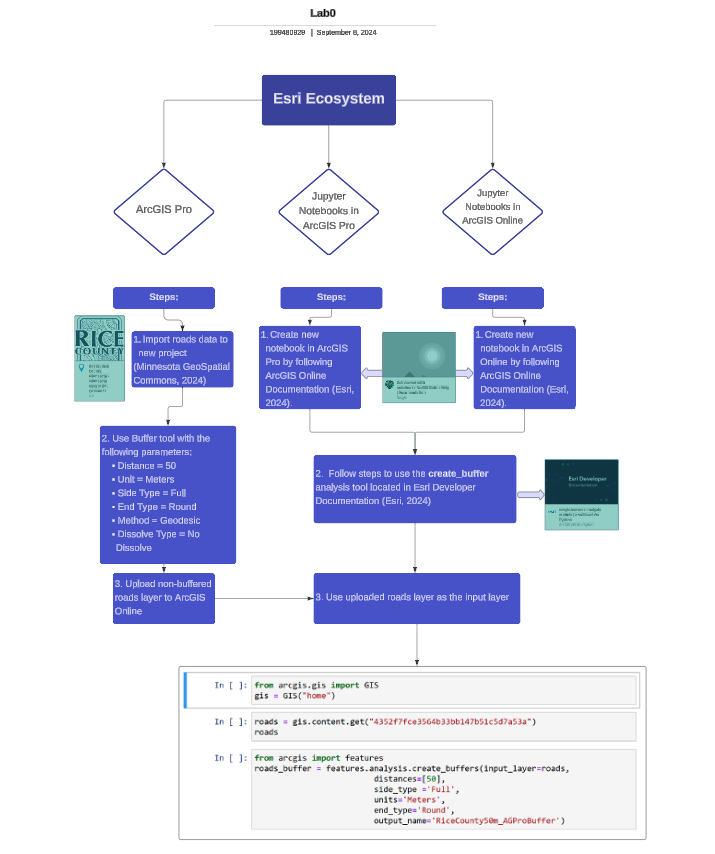 Lab0
199480829 | September 8, 2024
Esri Ecosystem
ArcGIS Pro
Jupyter
Notebooks in
ArcGIS Pro
Jupyter
Notebooks in
ArcGIS Online
Steps:
Steps:
Steps:
RICE
COUNTY
1. Import roads data to
new project
(Minnesota GeoSpatial
Commons, 2024)
1. Create new
notebook in ArcGIS
Pro by following
ArcGIS Online
Documentation (Esri,
2024).
1. Create new
notebook in ArcGIS
Online by following
ArcGIS Online
Documentation (Esri,
2024).
2. Use Buffer tool with the
following parameters;
• Distance = 50
• Unit = Meters
• Side Type = Full
• End Type = Round
• Method = Geodesic
• Dissolve Type = No
Dissolve
2. Follow steps to use the create_buffer
analysis tool located in Esri Developer
Documentation (Esri, 2024)
Esri Developer
Documentation
3. Upload non-buffered
roads layer to ArcGIS
Online
3. Use uploaded roads layer as the input layer
In [ ]: from arcgis.gis import GIS
gis = GIS("home")
In [ ]: roads = gis.content.get("4352f7fce3564b33bb147b51c5d7a53a")
roads
In [ ]: from arcgis import features
roads_buffer = features.analysis.create_buffers(input_layer=roads,
distances=[50],
side_type ='Full',
units='Meters',
end_type='Round',
output_name='RiceCounty50m_AGProBuffer')